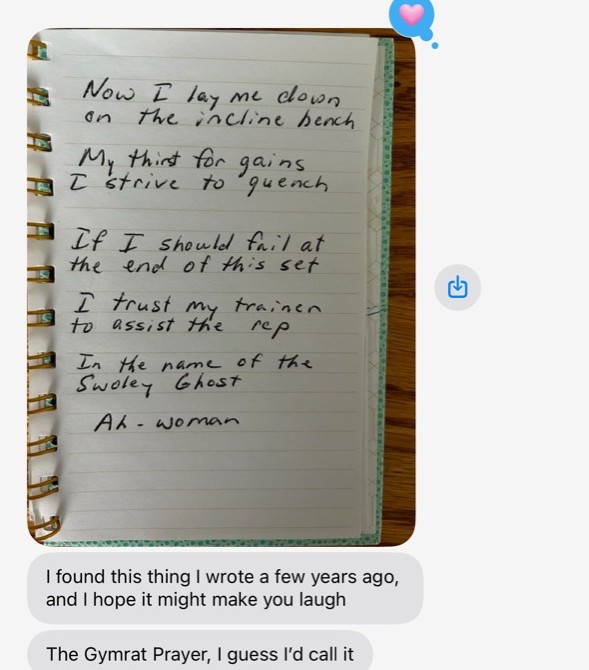 Now I lay me down
on the incline bench
My thirst for gains
I strive to quench
If I should fail at
the end of this set
I trust my trainer
to assist the rep
In the name of the
Swoley Ghost
Ah - woman
I found this thing I wrote a few years ago,
and I hope it might make you laugh
The Gymrat Prayer, I guess I'd call it